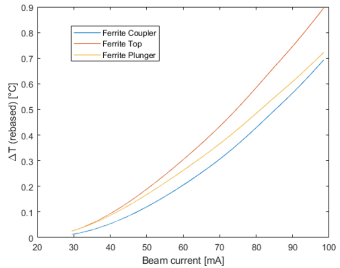 0.9
0.8
0.7
0.6
0.5
0.4
0.3
0.2
0.1
0
Δ T (rebased) [°C]
Ferrite Coupler
Ferrite Top
Ferrite Plunger
20 30 40 50 60 70 80 90 100
Beam current [mA]